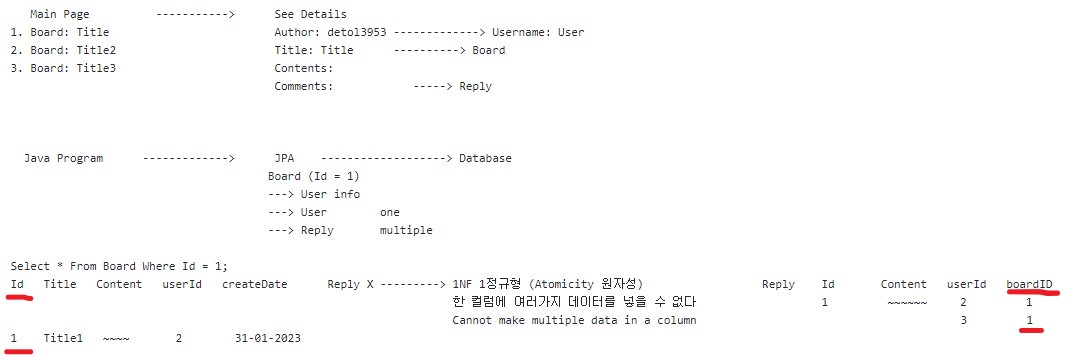 Main Page -----------> See Details
1. Board: Title Author: detol3953 -------------> Username: User
2. Board: Title2 Title: Title ----------> Board
3. Board: Title3 Contents:
Comments: -----> Reply
Java Program -------------> JPA -------------------> Database
Board (Id = 1)
---> User info
---> User one
---> Reply multiple
Select * From Board Where Id = 1;
Id Title Content userId createDate Reply X ---------> 1NF 1정규형 (Atomicity 원자성) Reply Id Content userId boardID
한 컬럼에 여러가지 데이터를 넣을 수 없다 1 ~~~~~~ 2 1
Cannot make multiple data in a column 3 1
1 Title1 ~~~~ 2 31-01-2023